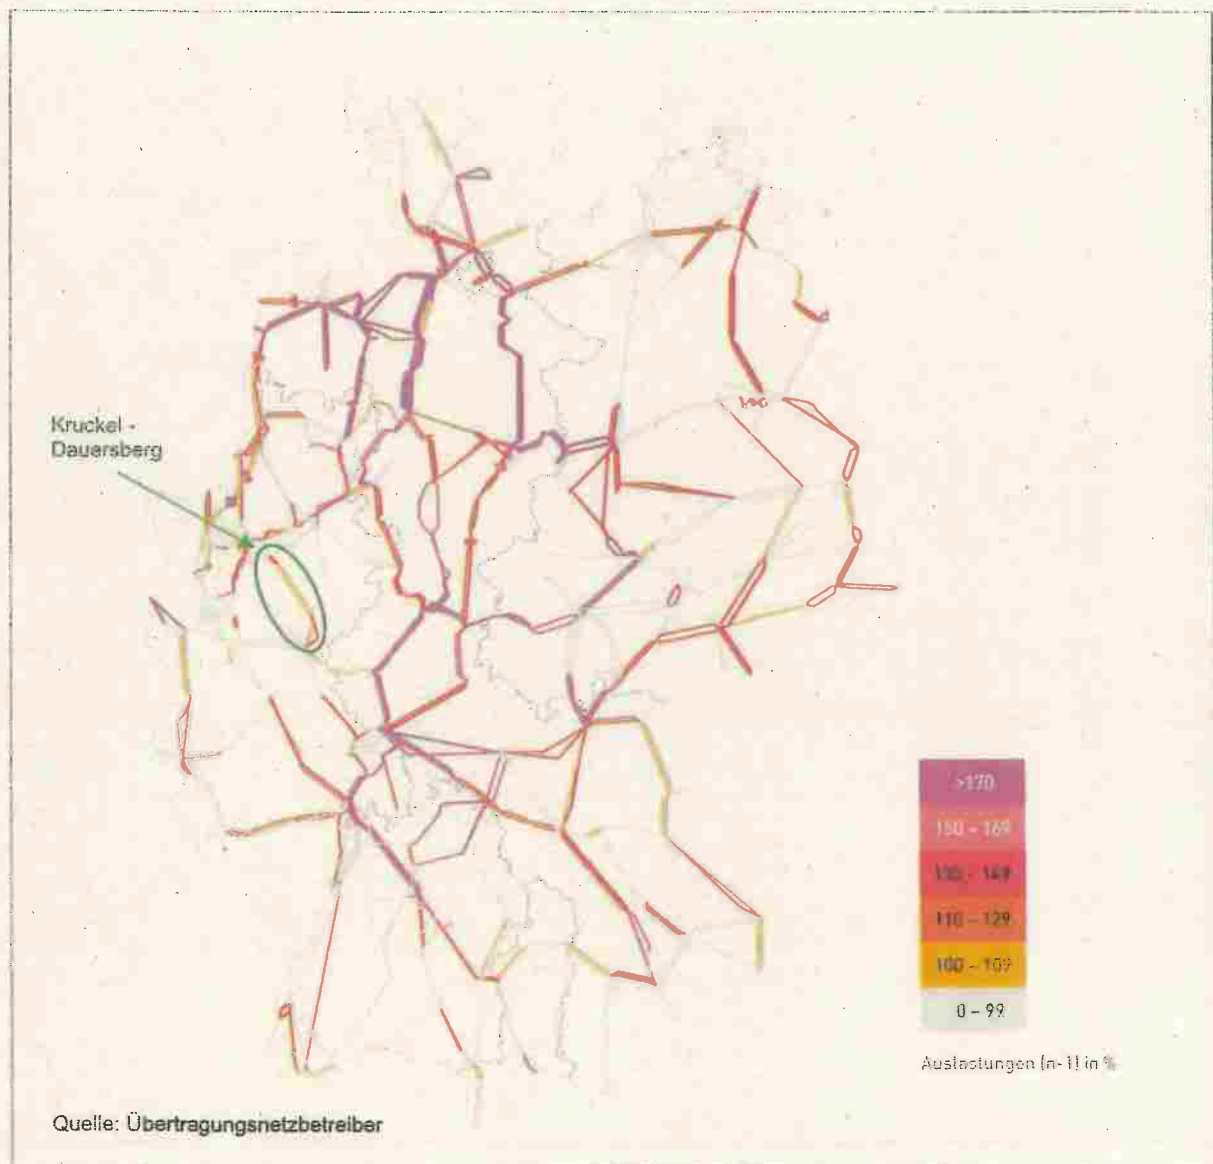 Kruckel -
Dauersberg
>170
150 - 169
130 - 149
110 - 129
100 - 109
0 - 99
Auslastungen (n-1) in %
Quelle: Übertragungsnetzbetreiber